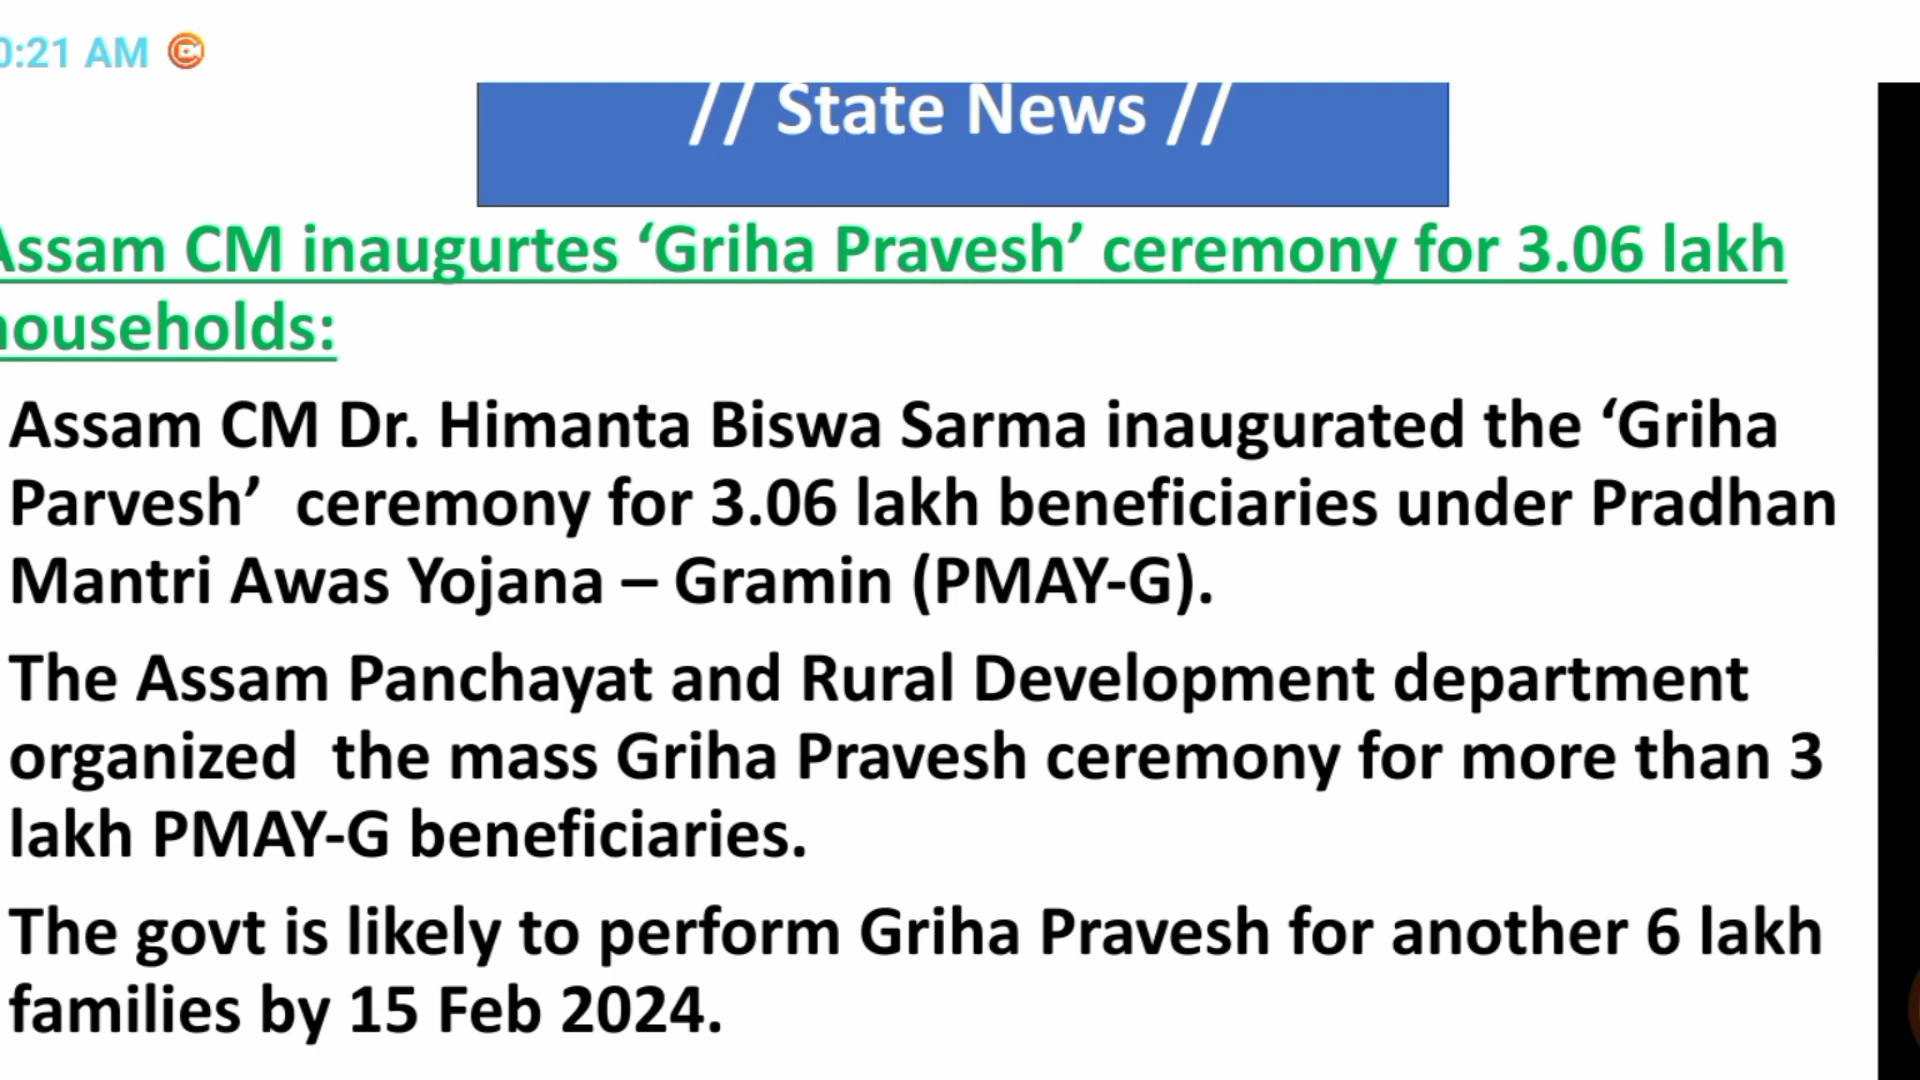 0:21 AM
// State News //
Assam CM inaugurtes ‘Griha Pravesh’ ceremony for 3.06 lakh
households:
Assam CM Dr. Himanta Biswa Sarma inaugurated the ‘Griha
Parvesh’ ceremony for 3.06 lakh beneficiaries under Pradhan
Mantri Awas Yojana – Gramin (PMAY-G).
The Assam Panchayat and Rural Development department
organized the mass Griha Pravesh ceremony for more than 3
lakh PMAY-G beneficiaries.
The govt is likely to perform Griha Pravesh for another 6 lakh
families by 15 Feb 2024.